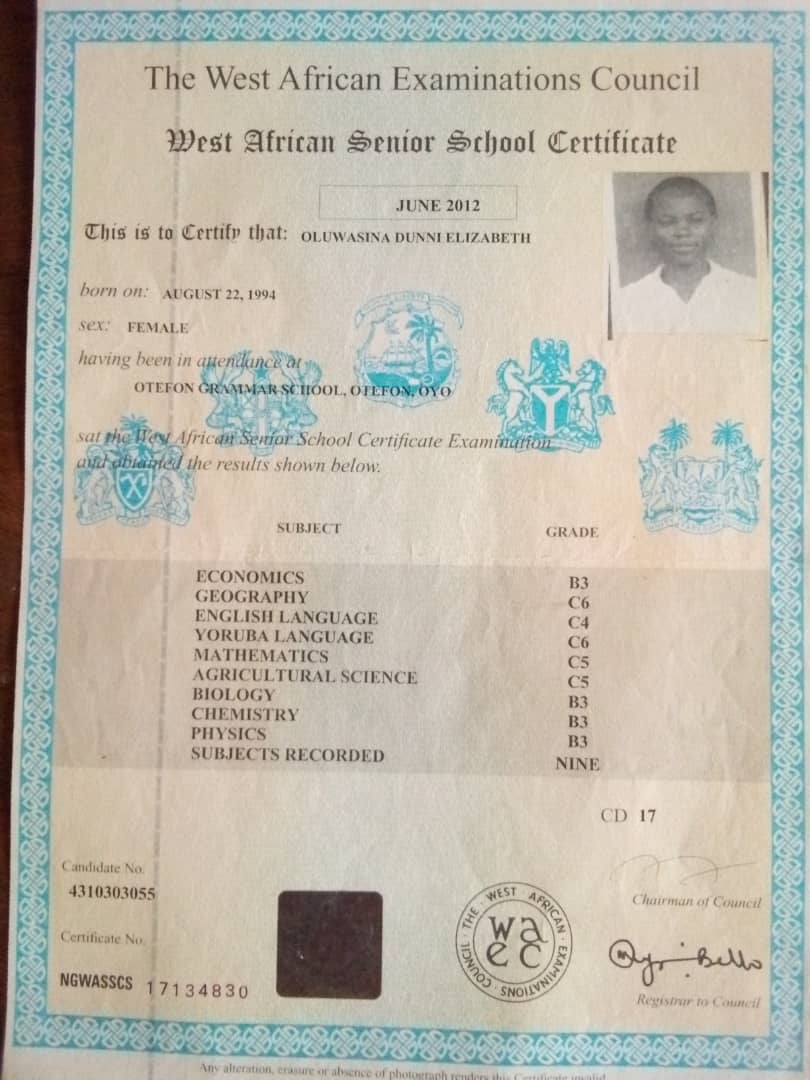 The West African Examinations Council
West African Senior School Certificate
JUNE 2012
This is to Certify that: OLUWASINA DUNNI ELIZABETH
born on: AUGUST 22, 1994
sex: FEMALE
having been in attendance at
OTEFON GRAMMAR SCHOOL, OTEFON, OYO
sat the West African Senior School Certificate Examination
and obtained the results shown below.
SUBJECT GRADE
ECONOMICS B3
GEOGRAPHY C6
ENGLISH LANGUAGE C4
YORUBA LANGUAGE C6
MATHEMATICS C5
AGRICULTURAL SCIENCE C5
BIOLOGY B3
CHEMISTRY B3
PHYSICS B3
SUBJECTS RECORDED NINE
CD 17
Candidate No.
4310303055
Chairman of Council
Certificate No.
NGWASSCS 17134830
THE WEST AFRICAN EXAMINATIONS COUNCIL
waec
Bello
Registrar to Council
Any alteration, erasure or absence of photograph renders this Certificate invalid